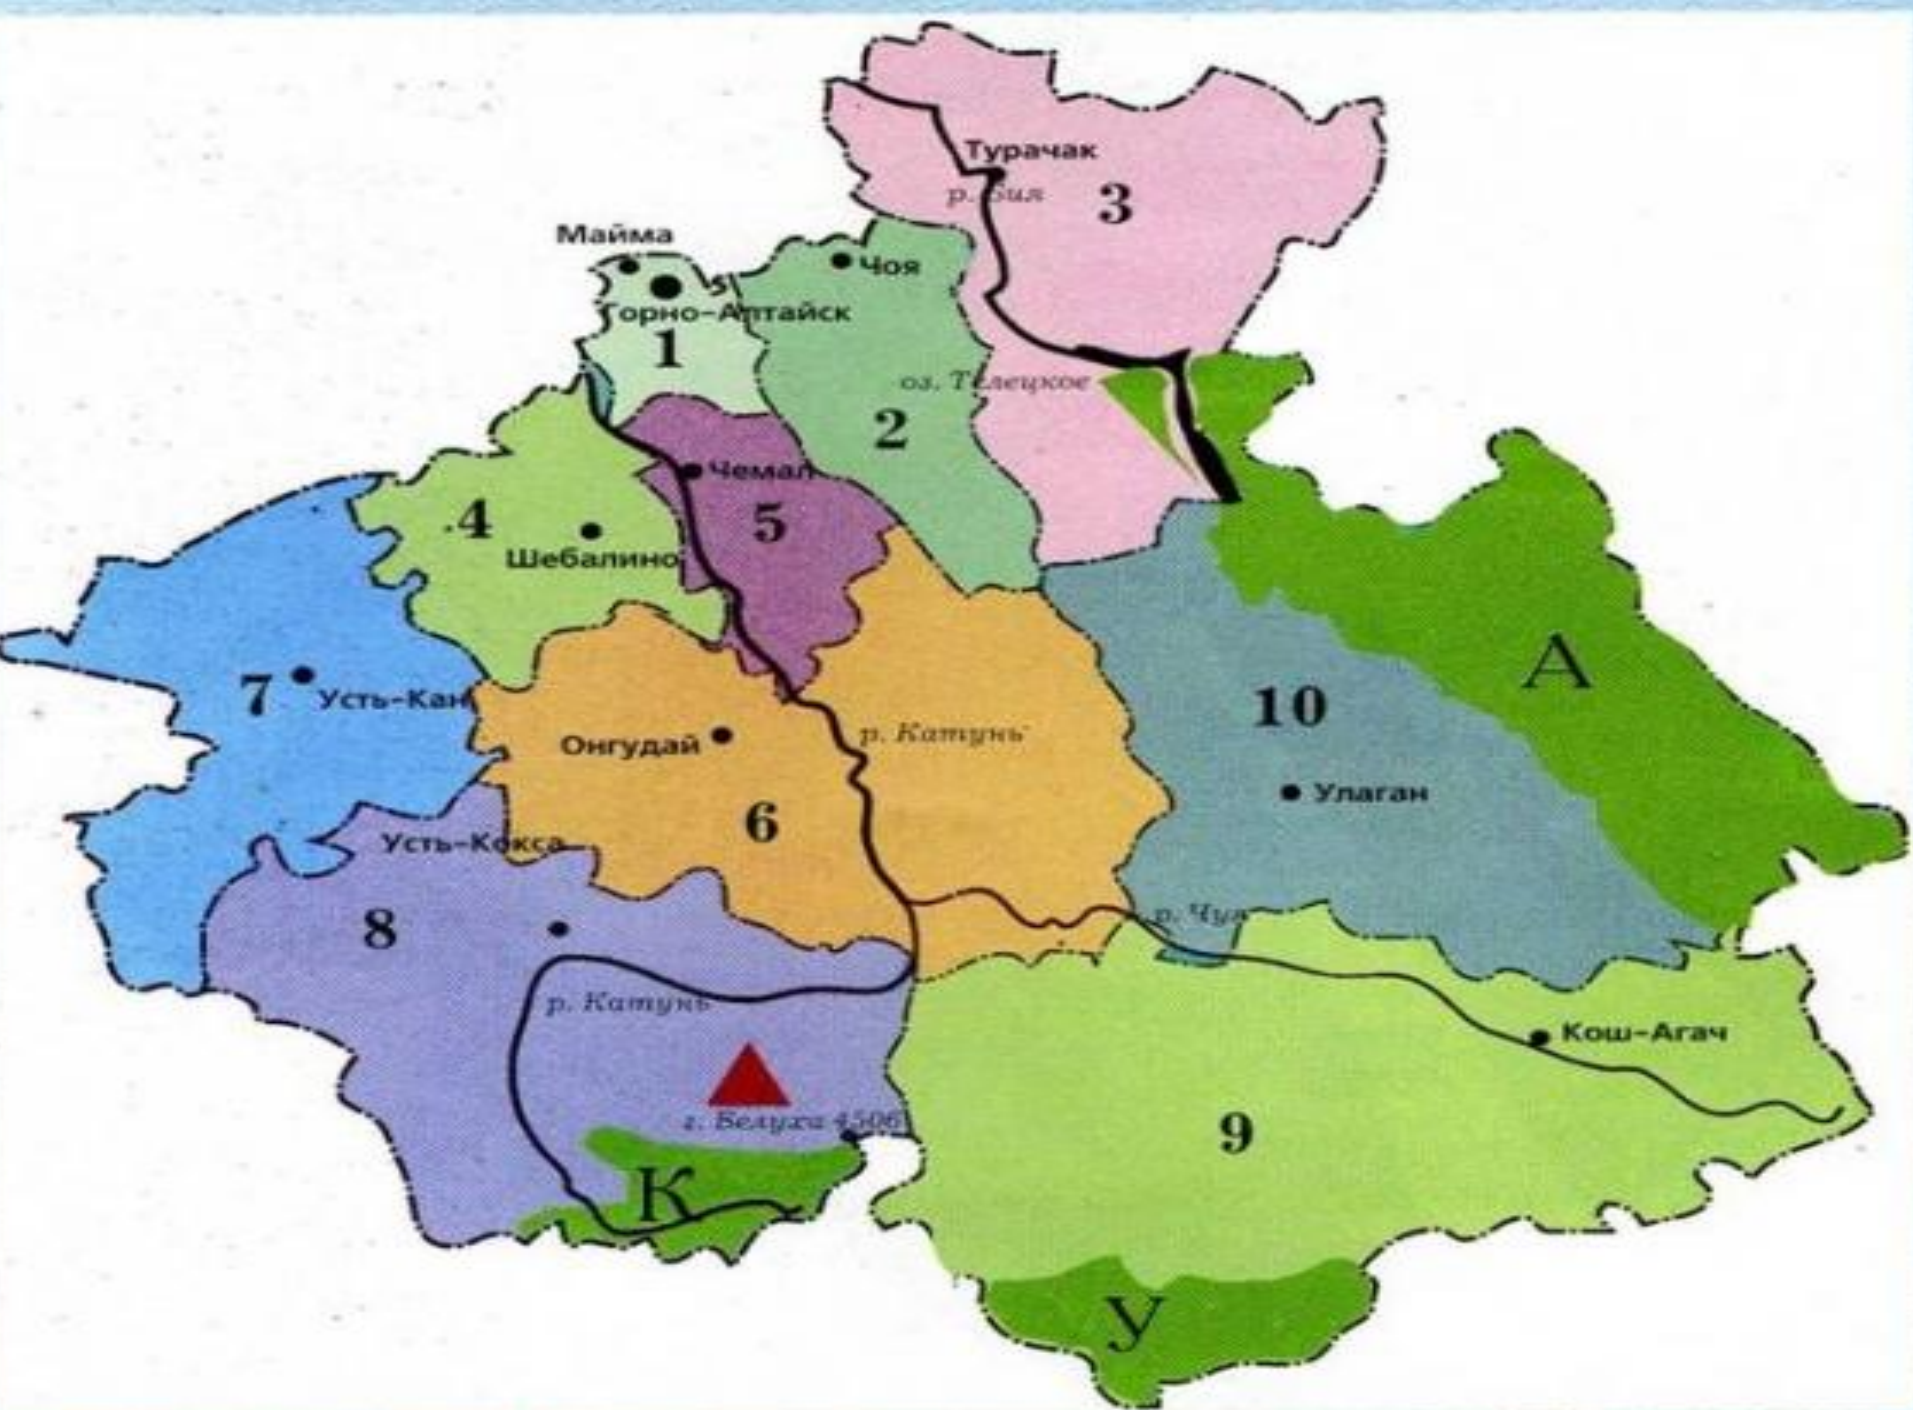 Турачак
р. Бия
3
Майма
Чоя
Горно-Алтайск
1
оз. Телецкое
2
Чемал
4
5
Шебалино
А
7
Усть-Кан
10
Онгудай
р. Катунь
Улаган
6
Усть-Кокса
8
р. Чуя
р. Катунь
Кош-Агач
г. Белуха 4506
9
К
У